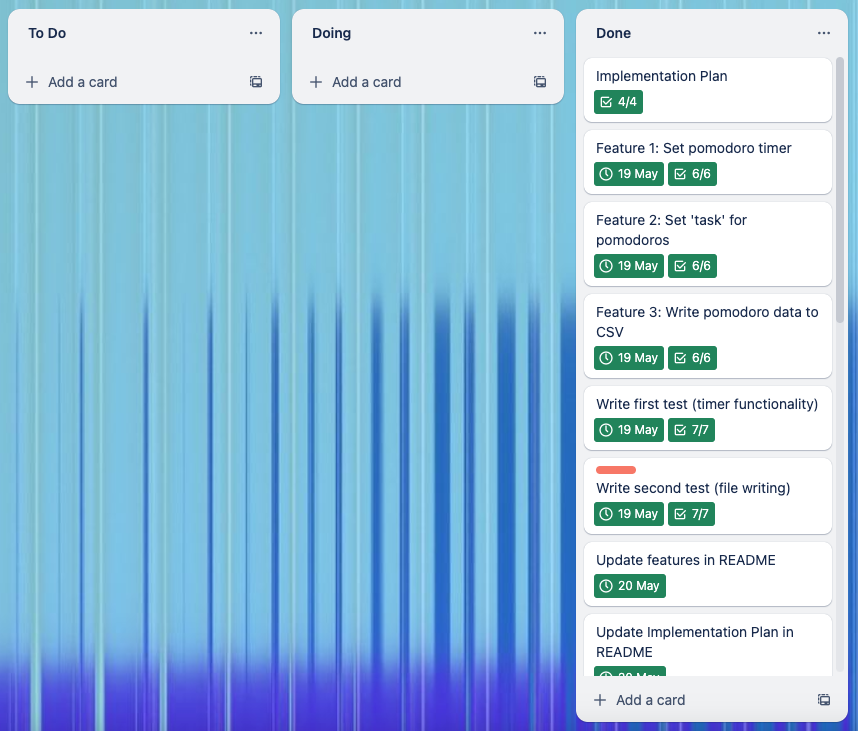 To Do
Add a card
Doing
Add a card
Done
Implementation Plan
4/4
Feature 1: Set pomodoro timer
19 May 6/6
Feature 2: Set 'task' for
pomodoros
19 May 6/6
Feature 3: Write pomodoro data to
CSV
19 May 6/6
Write first test (timer functionality)
19 May 7/7
Write second test (file writing)
19 May 7/7
Update features in README
20 May
Update Implementation Plan in
README
20 May
Add a card